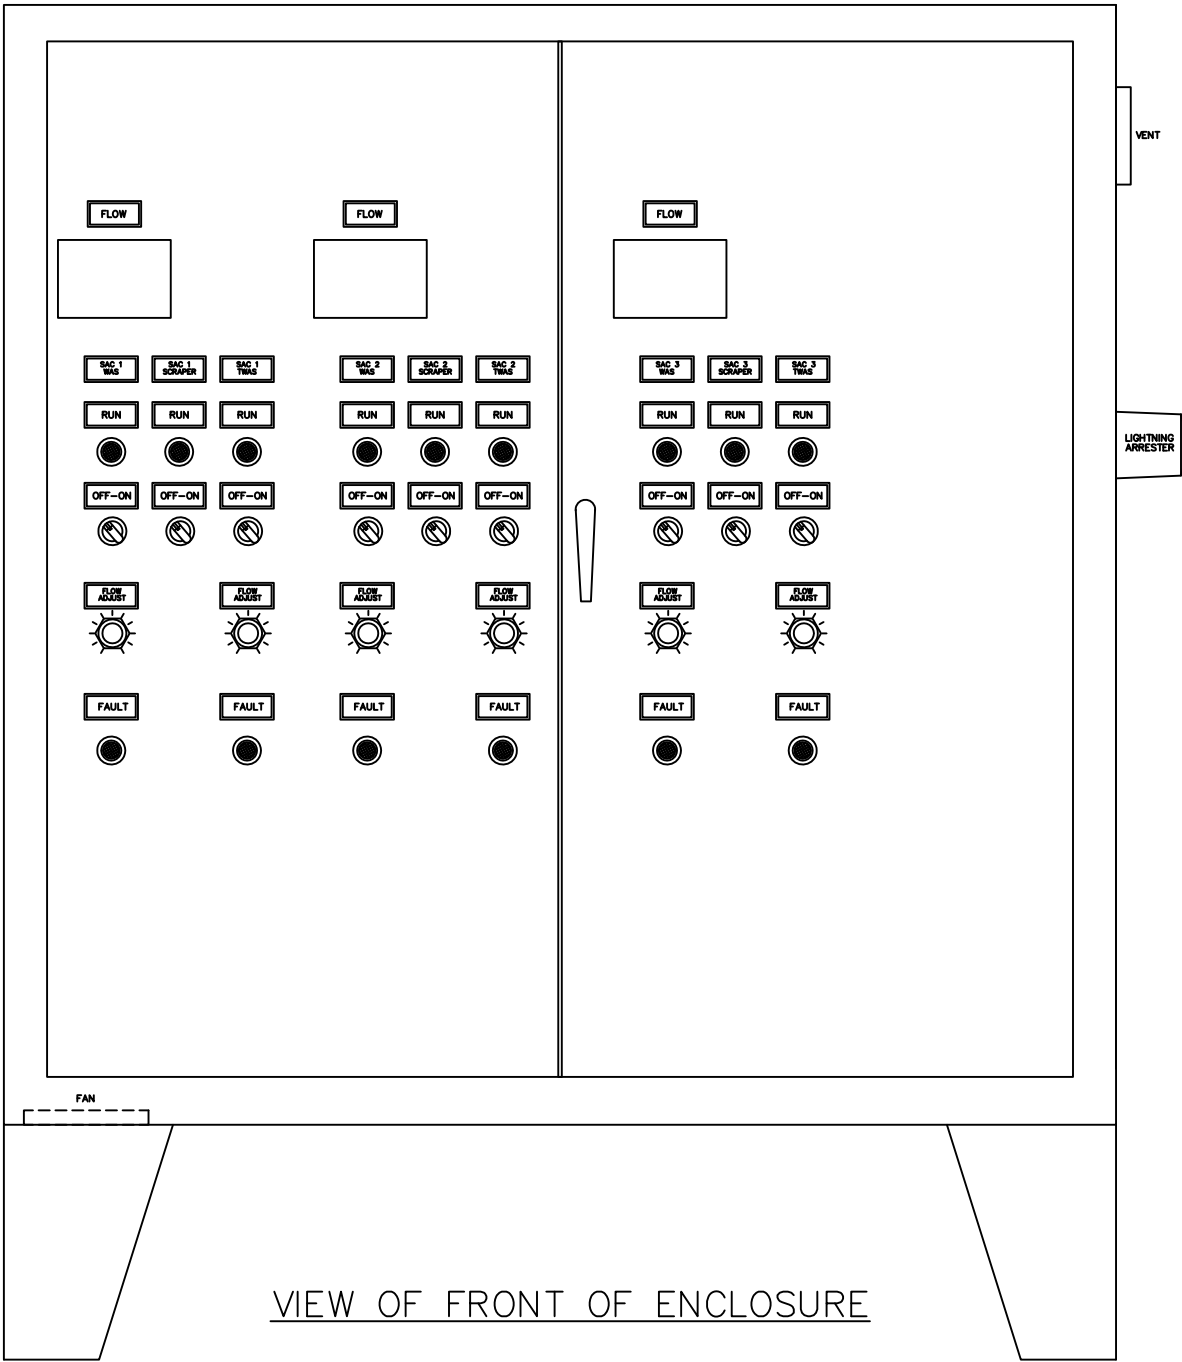 VENT
FLOW FLOW FLOW
SAC 1 WAS
SAC 1 SCRAPER
SAC 1 TWAS
SAC 2 WAS
SAC 2 SCRAPER
SAC 2 TWAS
SAC 3 WAS
SAC 3 SCRAPER
SAC 3 TWAS
RUN RUN RUN RUN RUN RUN RUN RUN RUN
LIGHTNING
ARRESTER
OFF-ON OFF-ON OFF-ON OFF-ON OFF-ON OFF-ON OFF-ON OFF-ON OFF-ON
FLOW FLOW FLOW FLOW FLOW FLOW
ADJUST ADJUST ADJUST ADJUST ADJUST ADJUST
FAULT FAULT FAULT FAULT FAULT FAULT
FAN
VIEW OF FRONT OF ENCLOSURE